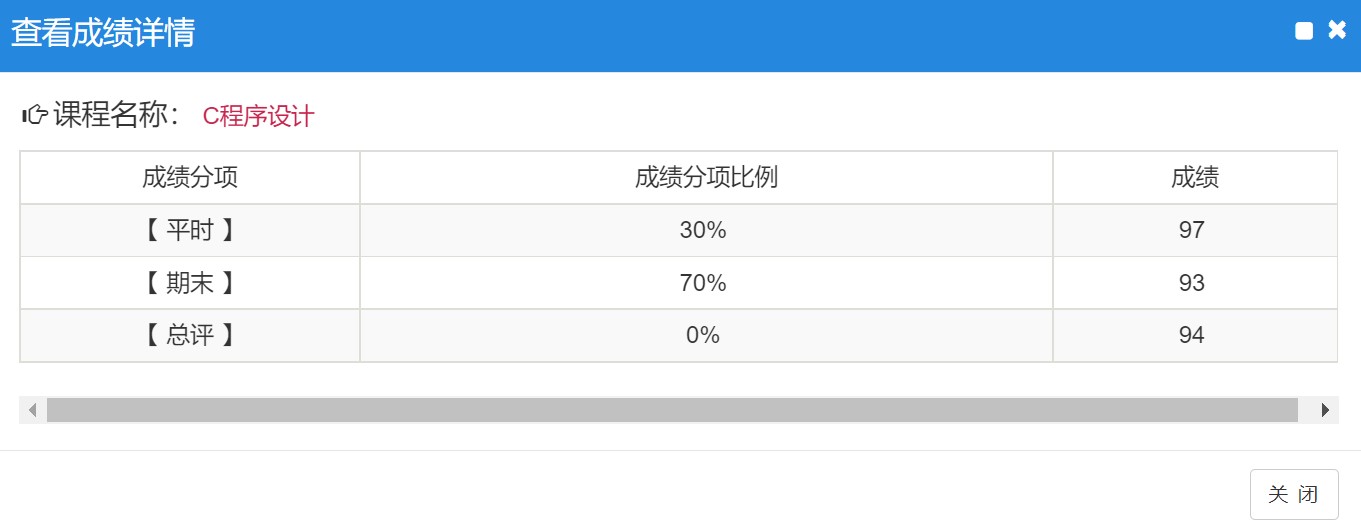 查看成绩详情
课程名称： C程序设计
成绩分项 成绩分项比例 成绩
【 平时 】 30% 97
【 期末 】 70% 93
【 总评 】 0% 94
关 闭